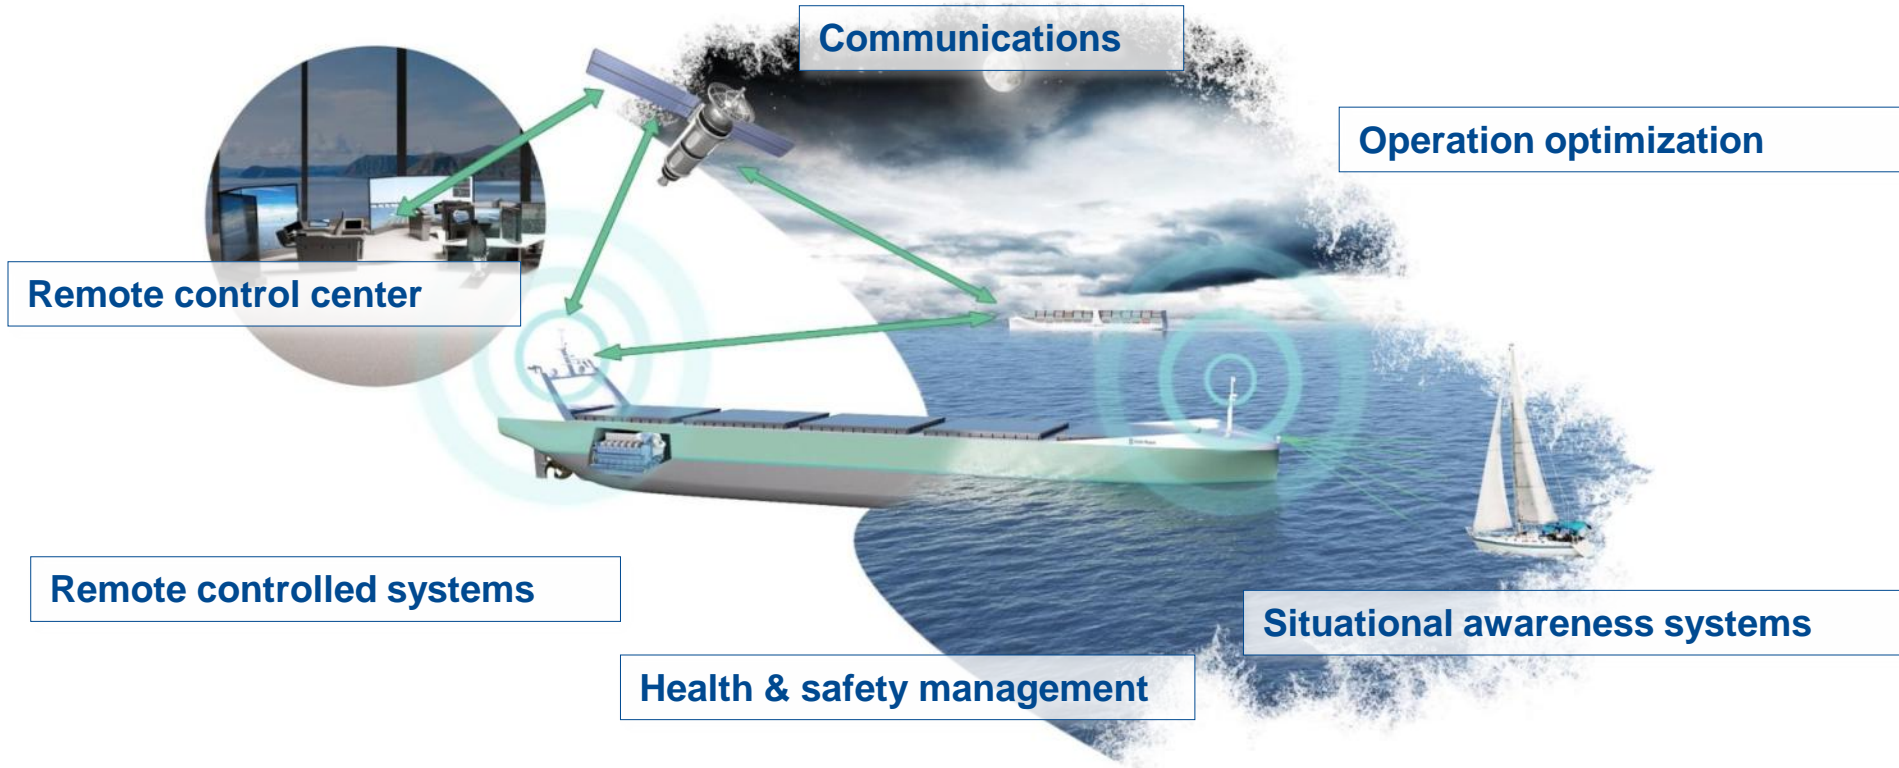 Communications
Operation optimization
Remote control center
Remote controlled systems
Situational awareness systems
Health & safety management